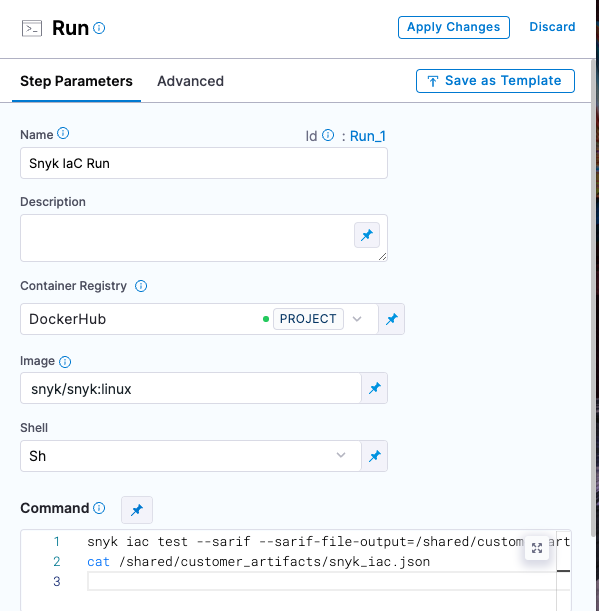 Run
Apply Changes
Discard
Step Parameters
Advanced
Save as Template
Name
Id : Run_1
Snyk IaC Run
Description
Container Registry
DockerHub
PROJECT
Image
snyk/snyk:linux
Shell
Sh
Command
1 snyk iac test --sarif --sarif-file-output=/shared/custom
2 cat /shared/customer_artifacts/snyk_iac.json
3